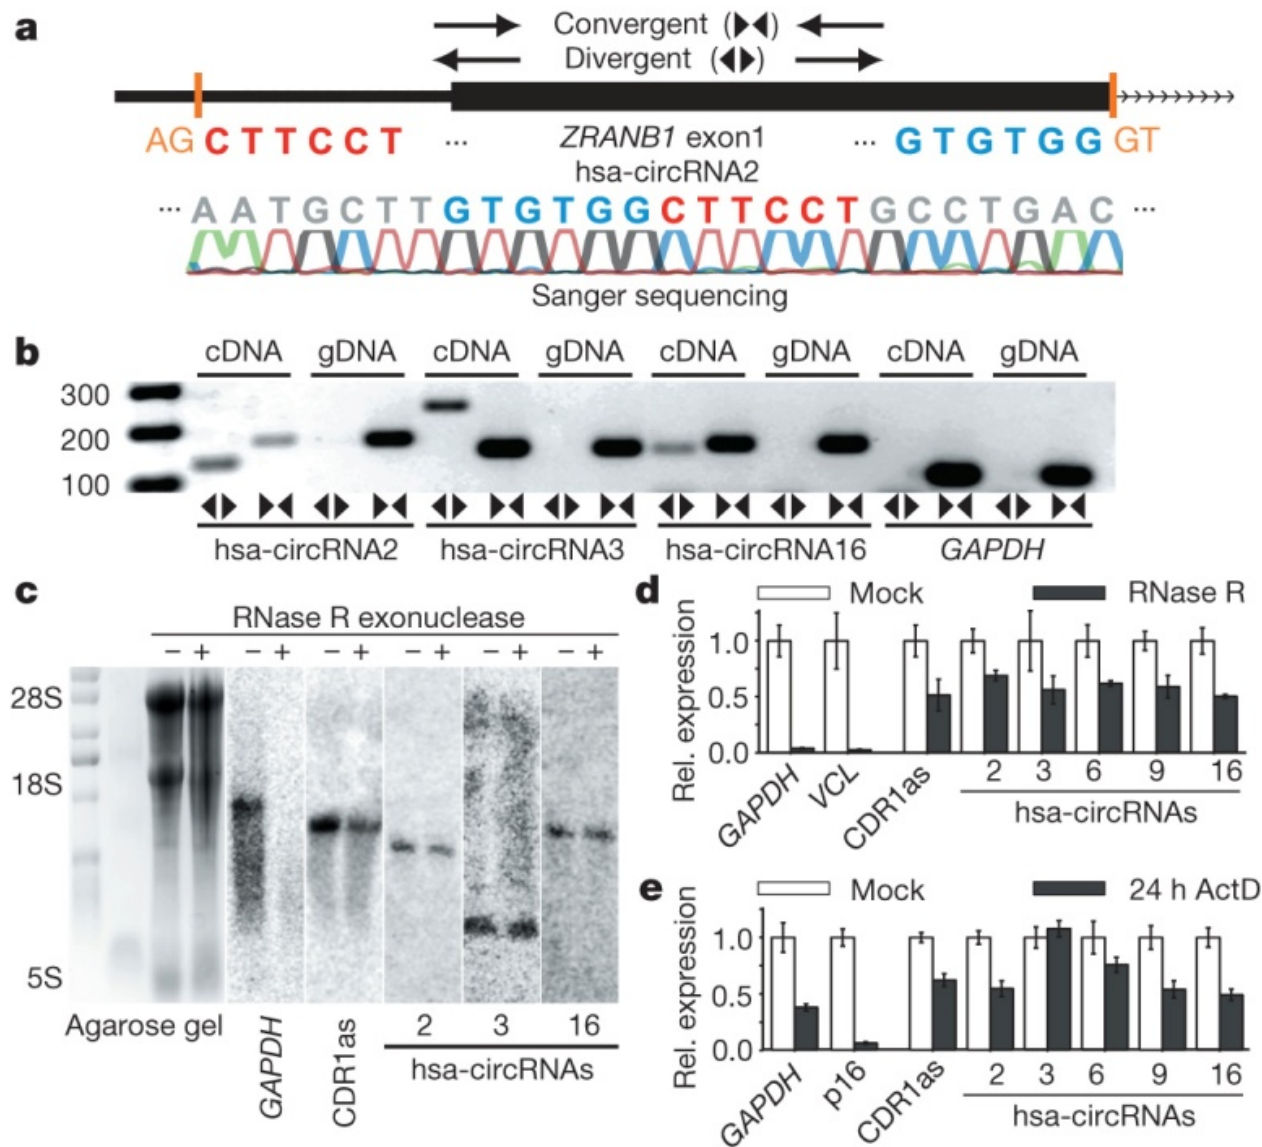 a
Convergent (▶◀)
Divergent (◀▶)
AG CTTCCT ... ZRANB1 exon1 ... GTGTGG GT
hsa-circRNA2
... AATGCTTGTGTGGCTTCCTGCCTGAC ...
Sanger sequencing
b
cDNA gDNA cDNA gDNA cDNA gDNA cDNA gDNA
300
200
100
hsa-circRNA2 hsa-circRNA3 hsa-circRNA16 GAPDH
c
RNase R exonuclease
– + – + – + – + – + – +
28S
18S
5S
Agarose gel GAPDH CDR1as 2 3 16
hsa-circRNAs
d
Mock RNase R
Rel. expression
1.0
0.5
0.0
GAPDH VCL CDR1as 2 3 6 9 16
hsa-circRNAs
e
Mock 24 h ActD
Rel. expression
1.0
0.5
0.0
GAPDH p16 CDR1as 2 3 6 9 16
hsa-circRNAs